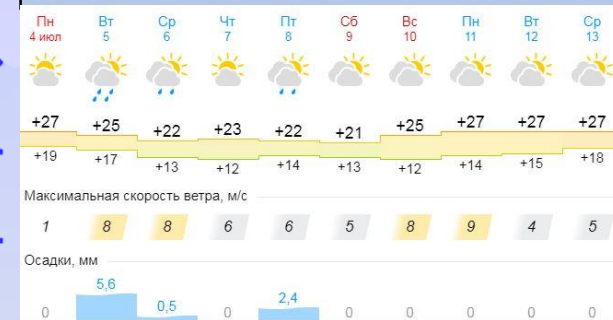 Пн Вт Ср Чт Пт Сб Вс Пн Вт Ср
4 июл 5 6 7 8 9 10 11 12 13
+27 +25 +22 +23 +22 +21 +25 +27 +27 +27
+19 +17 +13 +12 +14 +13 +12 +14 +15 +18
Максимальная скорость ветра, м/с
1 8 8 6 6 5 8 9 4 5
Осадки, мм
0 5,6 0,5 0 2,4 0 0 0 0 0